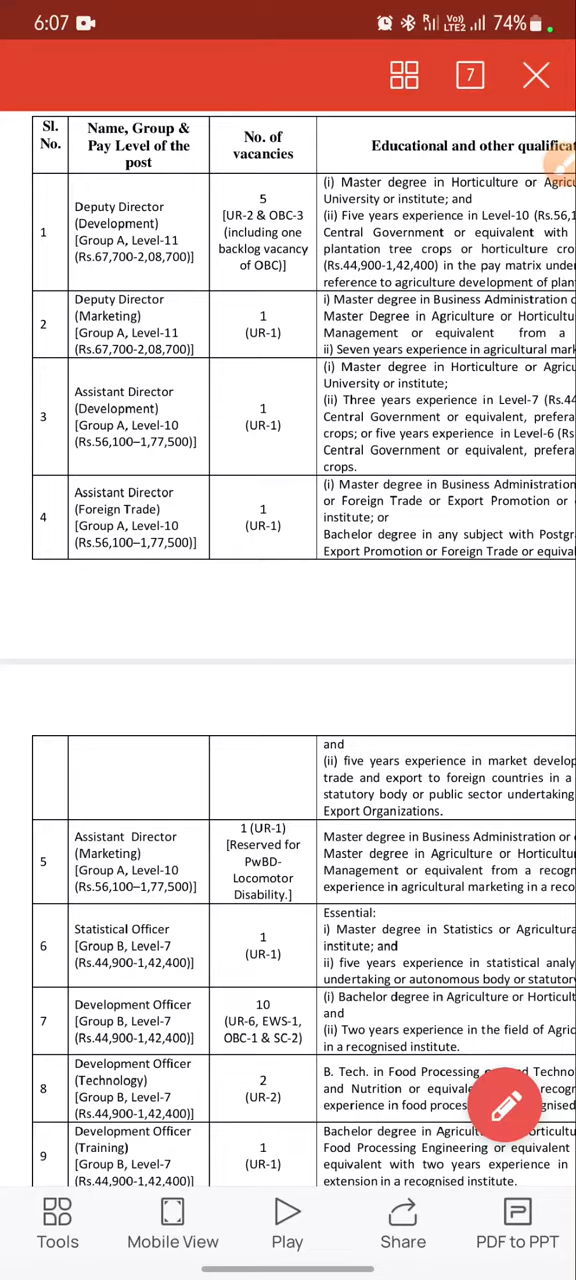 6:07
R
Vo))
LTE2
74%
7
Sl.
No.
Name, Group &
Pay Level of the
post
No. of
vacancies
Educational and other qualificat
1
Deputy Director
(Development)
[Group A, Level-11
(Rs.67,700-2,08,700)]
5
[UR-2 & OBC-3
(including one
backlog vacancy
of OBC)]
(i) Master degree in Horticulture or Agricu
University or institute; and
(ii) Five years experience in Level-10 (Rs.56,1
Central Government or equivalent with
plantation tree crops or horticulture cro
(Rs.44,900-1,42,400) in the pay matrix unde
reference to agriculture development of plan
2
Deputy Director
(Marketing)
[Group A, Level-11
(Rs.67,700-2,08,700)]
1
(UR-1)
i) Master degree in Business Administration o
Master Degree in Agriculture or Horticultu
Management or equivalent from a
ii) Seven years experience in agricultural mark
3
Assistant Director
(Development)
[Group A, Level-10
(Rs.56,100–1,77,500)]
1
(UR-1)
(i) Master degree in Horticulture or Agricu
University or institute;
(ii) Three years experience in Level-7 (Rs.44
Central Government or equivalent, prefera
crops; or five years experience in Level-6 (Rs
Central Government or equivalent, prefera
crops.
4
Assistant Director
(Foreign Trade)
[Group A, Level-10
(Rs.56,100–1,77,500)]
1
(UR-1)
(i) Master degree in Business Administration
or Foreign Trade or Export Promotion or
institute; or
Bachelor degree in any subject with Postgra
Export Promotion or Foreign Trade or equival
and
(ii) five years experience in market develop
trade and export to foreign countries in a
statutory body or public sector undertaking
Export Organizations.
5
Assistant Director
(Marketing)
[Group A, Level-10
(Rs.56,100–1,77,500)]
1 (UR-1)
[Reserved for
PwBD-
Locomotor
Disability.]
Master degree in Business Administration or
Master degree in Agriculture or Horticultu
Management or equivalent from a recogn
experience in agricultural marketing in a reco
6
Statistical Officer
[Group B, Level-7
(Rs.44,900-1,42,400)]
1
(UR-1)
Essential:
i) Master degree in Statistics or Agricultura
institute; and
ii) five years experience in statistical analy
undertaking or autonomous body or statutor
7
Development Officer
[Group B, Level-7
(Rs.44,900-1,42,400)]
10
(UR-6, EWS-1,
OBC-1 & SC-2)
(i) Bachelor degree in Agriculture or Horticult
and
(ii) Two years experience in the field of Agric
in a recognised institute.
8
Development Officer
(Technology)
[Group B, Level-7
(Rs.44,900-1,42,400)]
2
(UR-2)
B. Tech. in Food Processing d Techno
and Nutrition or equivale recogn
experience in food proces gnised
9
Development Officer
(Training)
[Group B, Level-7
(Rs.44,900-1,42,400)]
1
(UR-1)
Bachelor degree in Agricult orticultu
Food Processing Engineering or equivalent
equivalent with two years experience in
extension in a recognised institute.
Tools
Mobile View
Play
Share
PDF to PPT